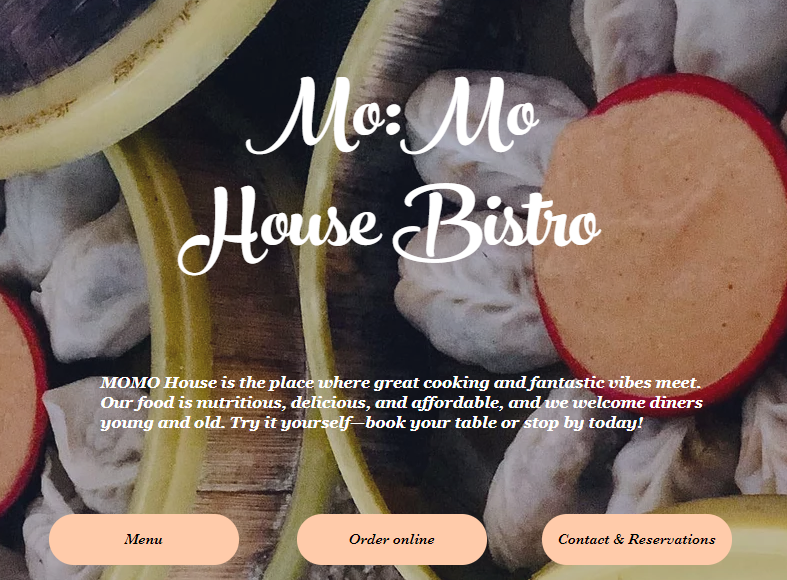 Mo:Mo
House Bistro
MOMO House is the place where great cooking and fantastic vibes meet.
Our food is nutritious, delicious, and affordable, and we welcome diners
young and old. Try it yourself—book your table or stop by today!
Menu
Order online
Contact & Reservations